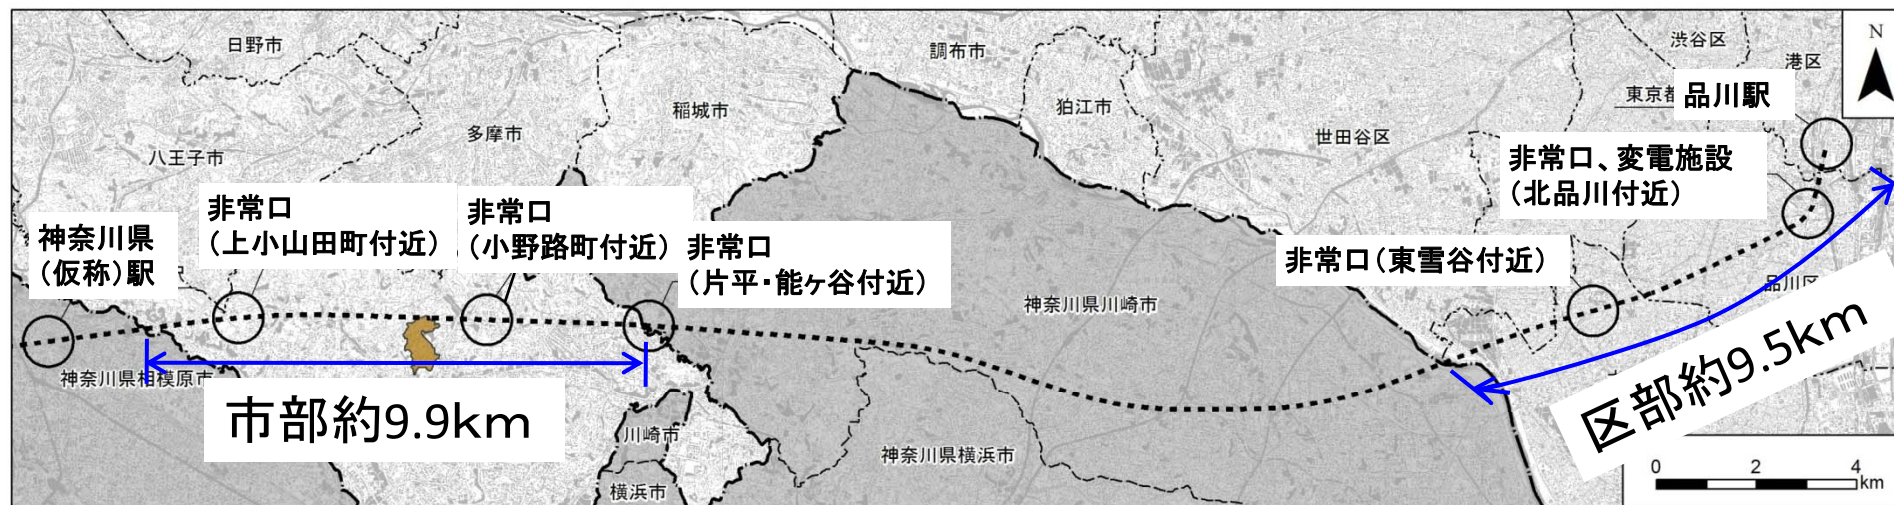 日野市
調布市
渋谷区
港区
N
稲城市
狛江市
東京都
品川駅
多摩市
世田谷区
八王子市
非常口、変電施設
（北品川付近）
非常口
（上小山田町付近）
非常口
（小野路町付近）
神奈川県
（仮称）駅
非常口
（片平・能ヶ谷付近）
非常口（東雪谷付近）
神奈川県川崎市
品川区
神奈川県相模原市
市部約9.9km
区部約9.5km
川崎市
神奈川県横浜市
横浜市
0 2 4
km